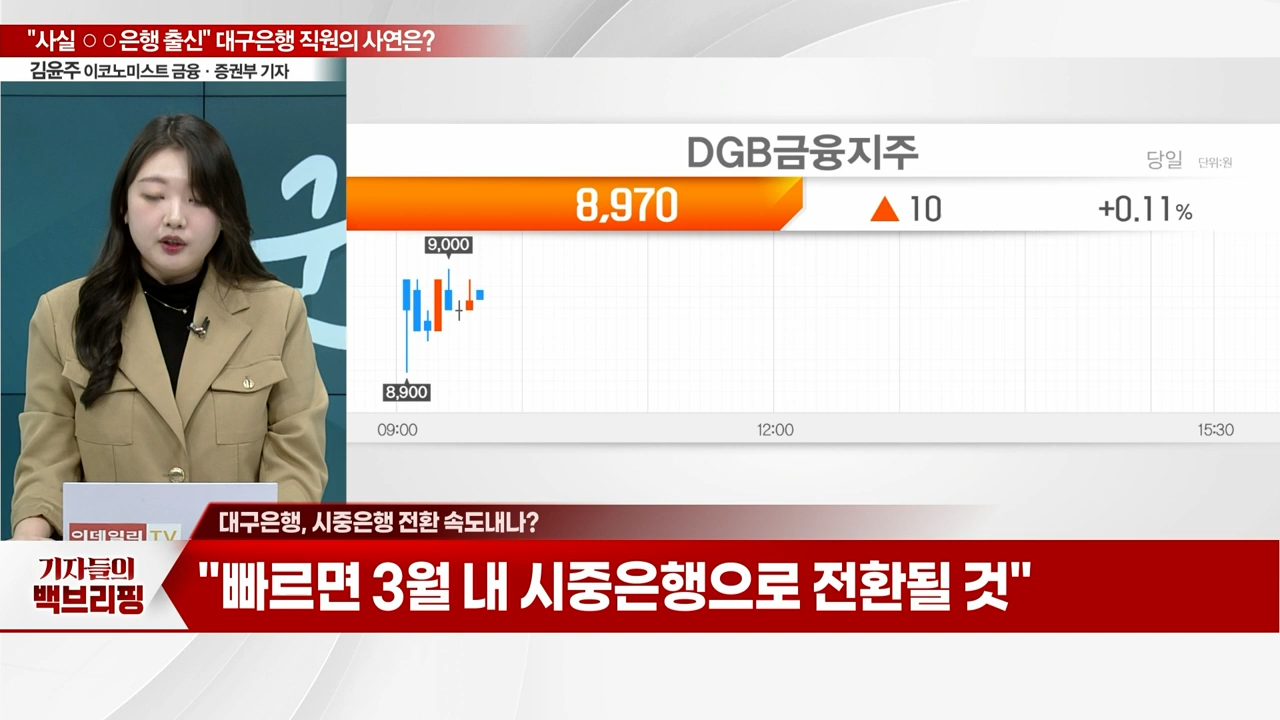 "사실 ○○은행 출신" 대구은행 직원의 사연은?
김윤주 이코노미스트 금융·증권부 기자
DGB금융지주
당일 단위:원
8,970 ▲ 10 +0.11%
9,000
8,900
09:00 12:00 15:30
이데일리 TV
대구은행, 시중은행 전환 속도내나?
기자들의
백브리핑
"빠르면 3월 내 시중은행으로 전환될 것"